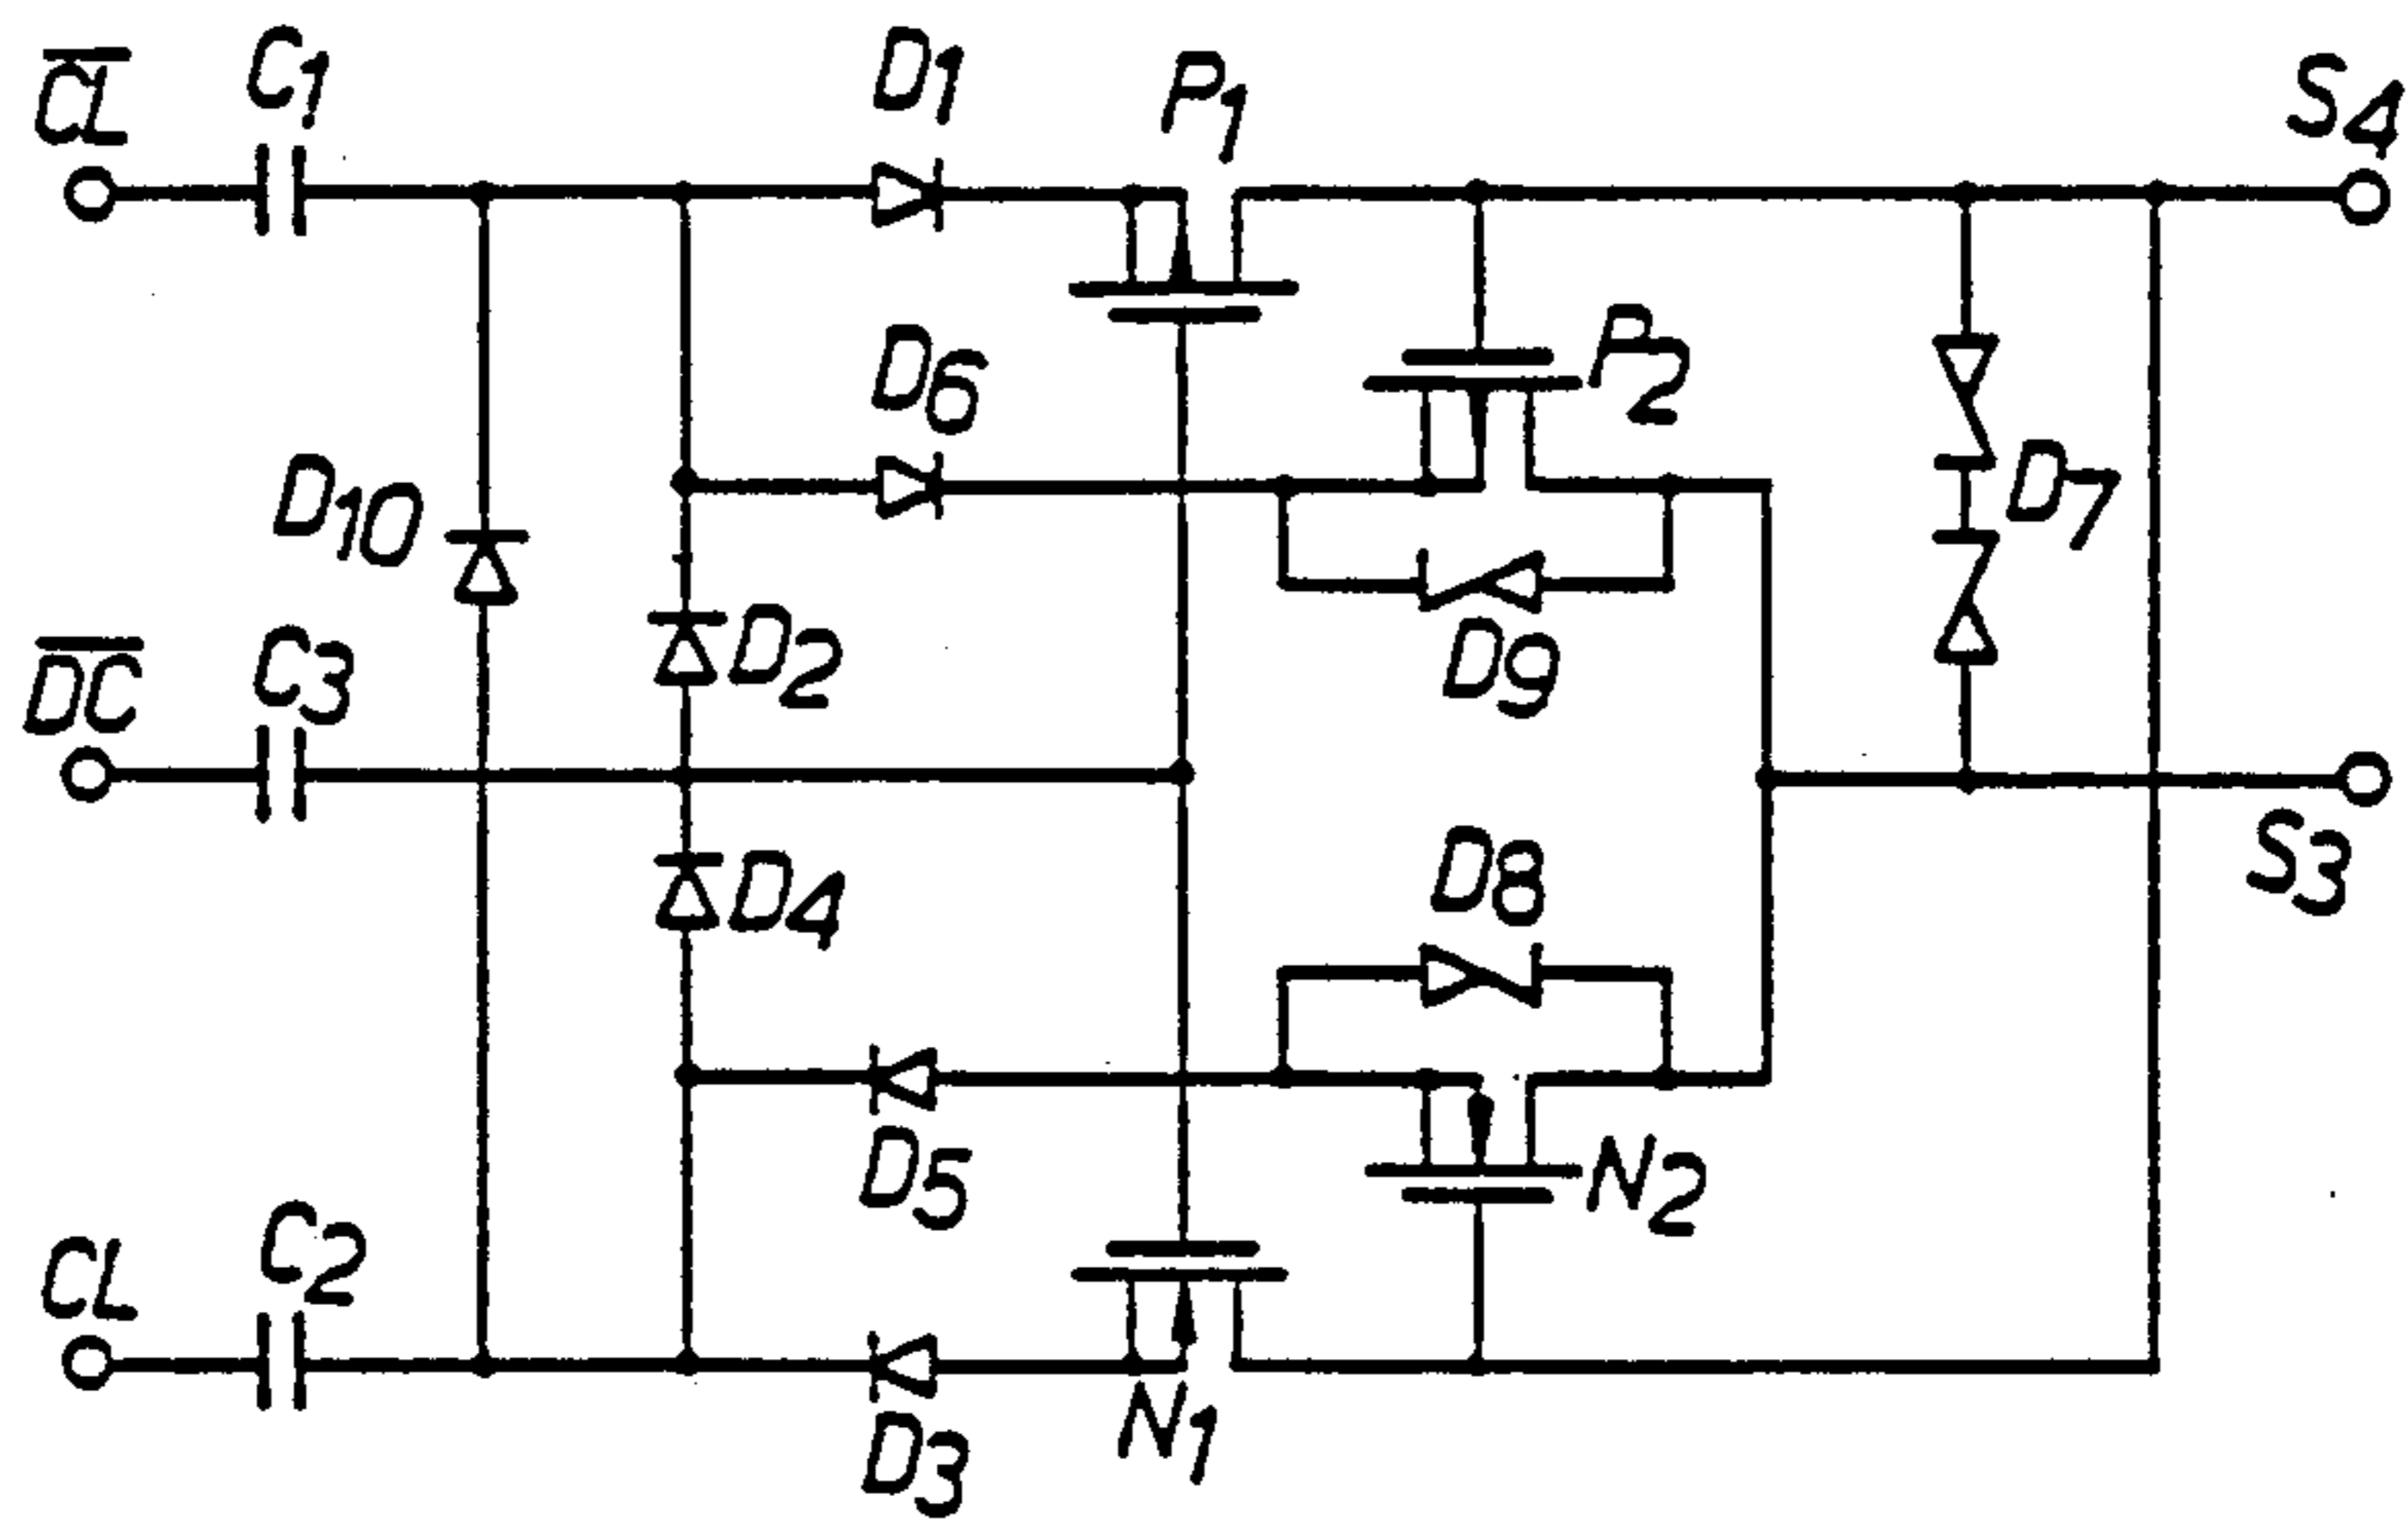 C̅L̅
C1
D1
P1
S4
D6
P2
D10
D7
D̅C̅
C3
D2
D9
D4
D8
S3
D5
N2
CL
C2
D3
N1